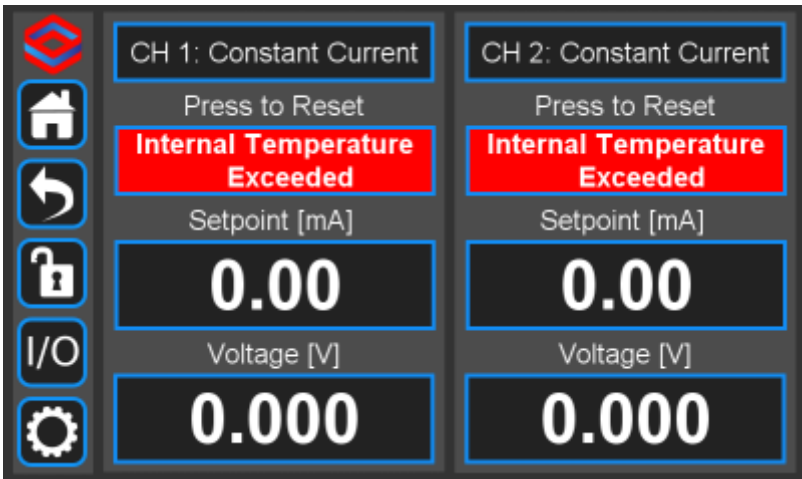 CH 1: Constant Current
Press to Reset
Internal Temperature
Exceeded
Setpoint [mA]
0.00
Voltage [V]
0.000
CH 2: Constant Current
Press to Reset
Internal Temperature
Exceeded
Setpoint [mA]
0.00
Voltage [V]
0.000
I/O